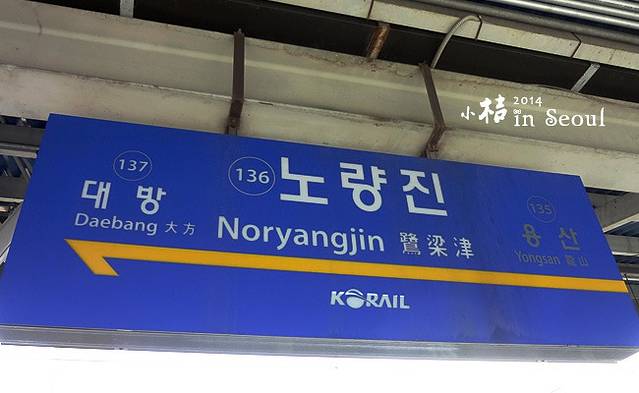 小桔 2014
in Seoul
137
대방
Daebang 大方
136
노량진
Noryangjin 鷺梁津
135
용산
Yongsan 龍山
KORAIL